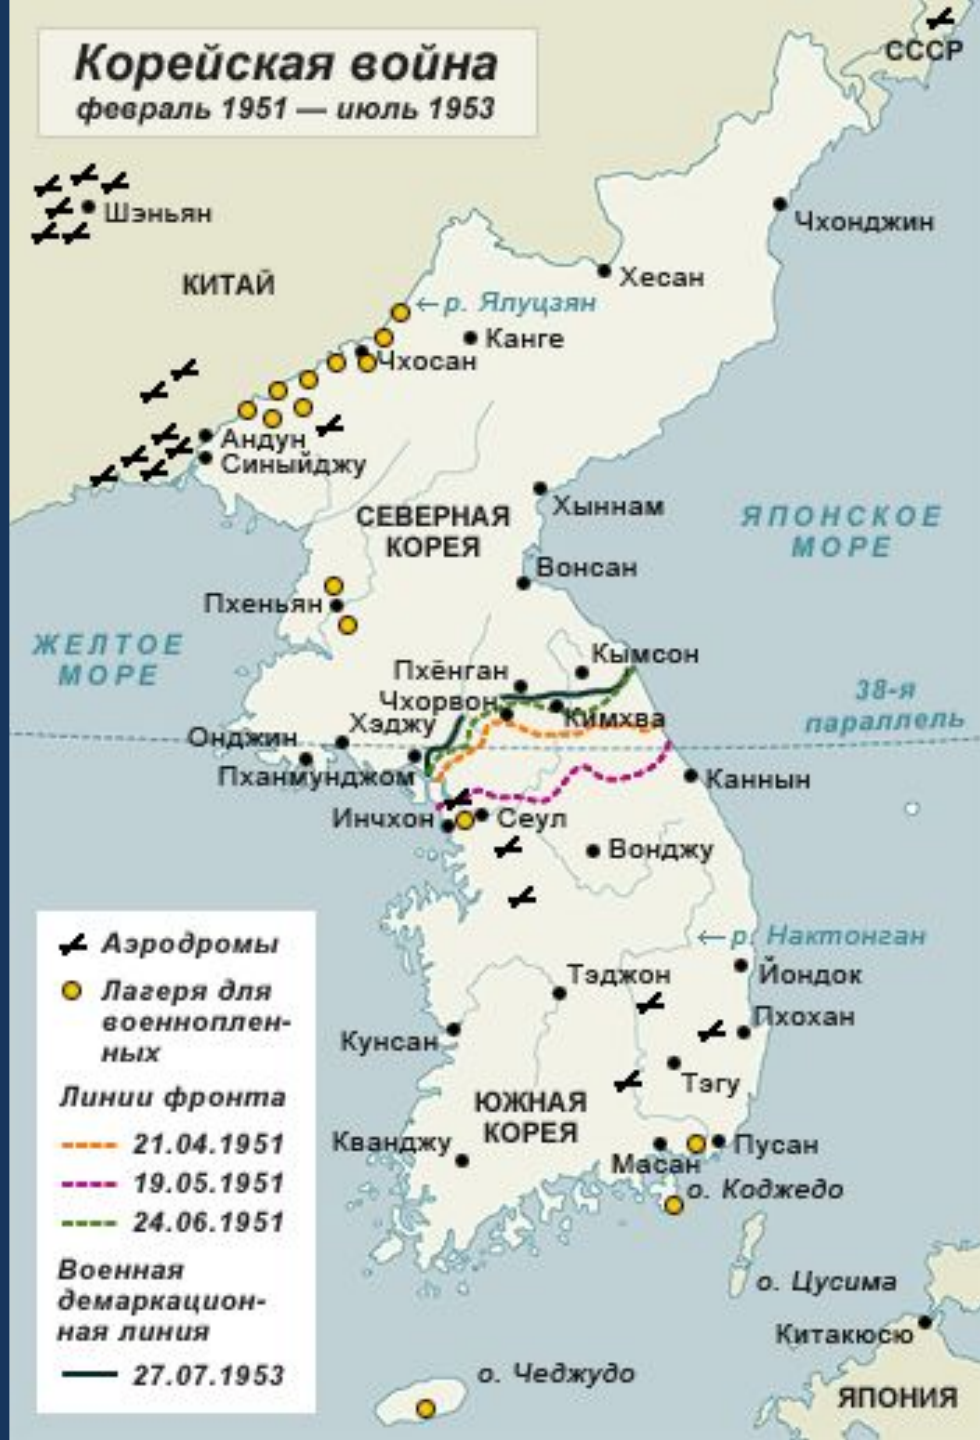 Корейская война
февраль 1951 — июль 1953
СССР
Шэньян
Чхонджин
КИТАЙ
Хесан
←р. Ялуцзян
Канге
Чхосан
Андун
Синыйджу
Хыннам
СЕВЕРНАЯ
КОРЕЯ
ЯПОНСКОЕ
МОРЕ
Вонсан
Пхеньян
ЖЕЛТОЕ
МОРЕ
Кымсон
Пхёнган
Чхорвон
Кимхва
38-я
параллель
Хэджу
Онджин
Пханмунджом
Каннын
Инчхон
Сеул
Вонджу
←р. Нактонган
Тэджон
Йондок
Пхохан
Кунсан
Тэгу
ЮЖНАЯ
КОРЕЯ
Кванджу
Масан
Пусан
о. Коджедо
о. Цусима
Китакюсю
о. Чеджудо
ЯПОНИЯ
Аэродромы
Лагеря для
военноплен-
ных
Линии фронта
21.04.1951
19.05.1951
24.06.1951
Военная
демаркацион-
ная линия
27.07.1953